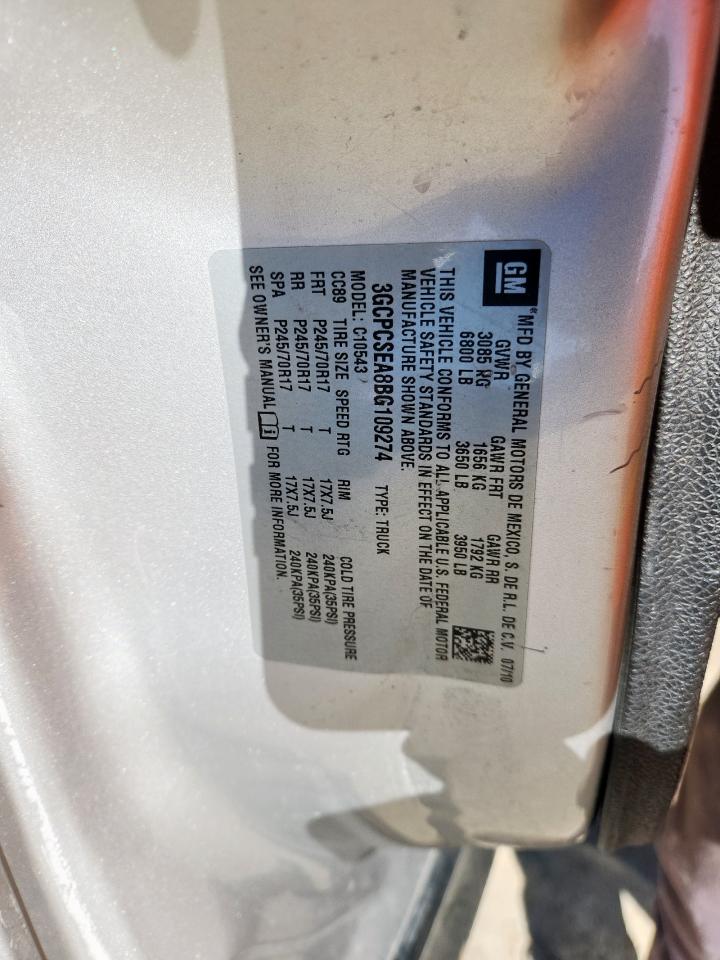 GM
MFD BY GENERAL MOTORS DE MEXICO, S. DE R.L. DE C.V. 07/10
GVWR GAWR FRT GAWR RR
3085 KG 1656 KG 1792 KG
6800 LB 3650 LB 3950 LB
THIS VEHICLE CONFORMS TO ALL APPLICABLE U.S. FEDERAL MOTOR
VEHICLE SAFETY STANDARDS IN EFFECT ON THE DATE OF
MANUFACTURE SHOWN ABOVE.
3GCPCSEA8BG109274 TYPE: TRUCK
MODEL: C10543
CC89 TIRE SIZE SPEED RTG RIM COLD TIRE PRESSURE
FRT P245/70R17 T 17X7.5J 240KPA(35PSI)
RR P245/70R17 T 17X7.5J 240KPA(35PSI)
SPA P245/70R17 T 17X7.5J 240KPA(35PSI)
SEE OWNER'S MANUAL FOR MORE INFORMATION.